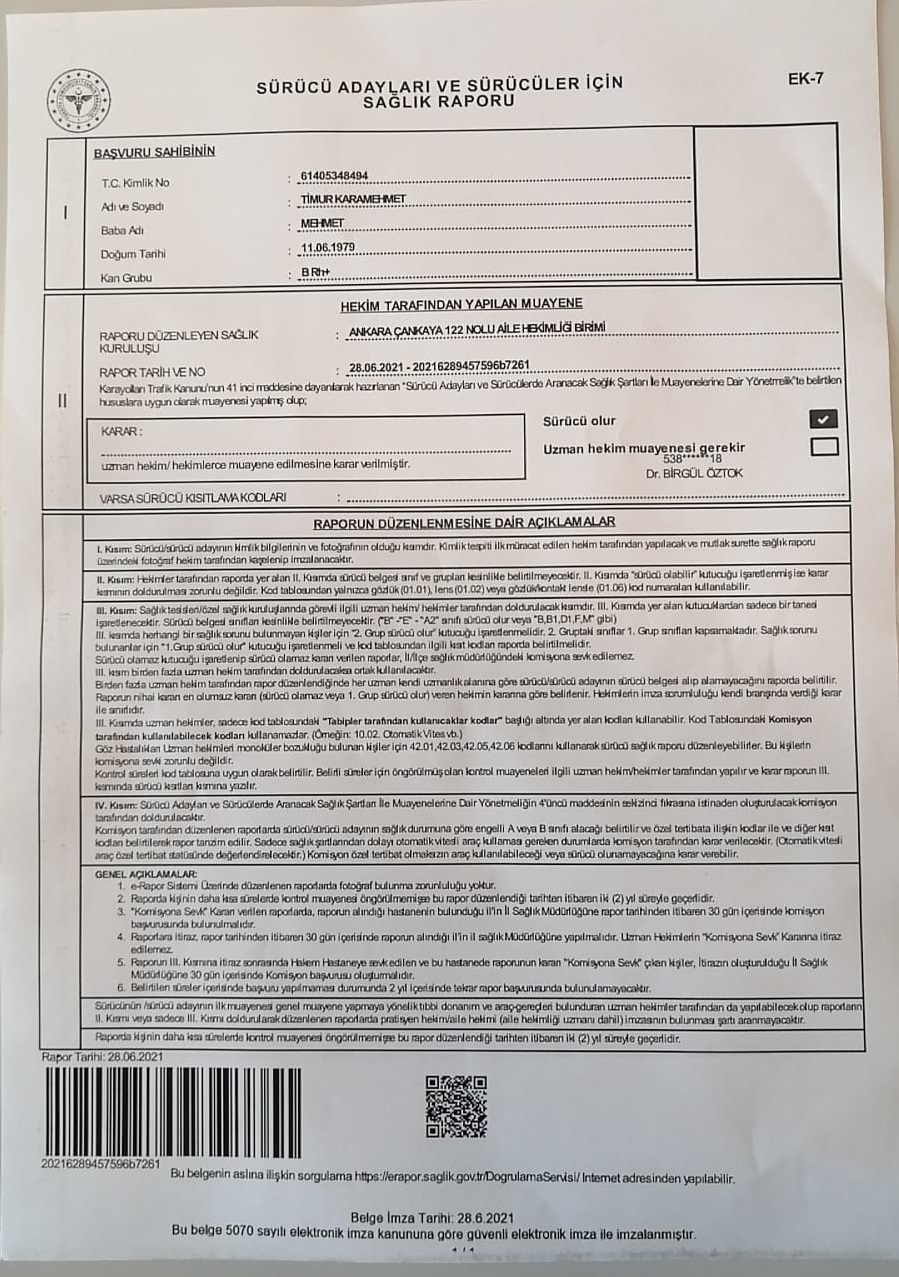 SÜRÜCÜ ADAYLARI VE SÜRÜCÜLER İÇİN
SAĞLIK RAPORU
EK-7
I
BAŞVURU SAHİBİNİN
T.C. Kimlik No : 61405348494
Adı ve Soyadı : TİMUR KARAMEHMET
Baba Adı : MEHMET
Doğum Tarihi : 11.06.1979
Kan Grubu : B Rh+
II
HEKİM TARAFINDAN YAPILAN MUAYENE
RAPORU DÜZENLEYEN SAĞLIK : ANKARA ÇANKAYA 122 NOLU AİLE HEKİMLİĞİ BİRİMİ
KURULUŞU
RAPOR TARİH VE NO : 28.06.2021 - 20216289457596b7261
Karayolları Trafik Kanunu'nun 41 inci maddesine dayanılarak hazırlanan "Sürücü Adayları ve Sürücülerde Aranacak Sağlık Şartları İle Muayenelerine Dair Yönetmelik"te belirtilen
hususlara uygun olarak muayenesi yapılmış olup;
KARAR :
uzman hekim/ hekimlerce muayene edilmesine karar verilmiştir.
Sürücü olur
Uzman hekim muayenesi gerekir
538*****18
Dr. BİRGÜL ÖZTOK
VARSA SÜRÜCÜ KISITLAMA KODLARI :
RAPORUN DÜZENLENMESİNE DAİR AÇIKLAMALAR
I. Kısım: Sürücü/sürücü adayının kimlik bilgilerinin ve fotoğrafının olduğu kısımdır. Kimlik tespiti ilk müracat edilen hekim tarafından yapılacak ve mutlak surette sağlık raporu
üzerindeki fotoğraf hekim tarafından kaşelenip imzalanacaktır.
II. Kısım: Hekimler tarafından raporda yer alan II. Kısımda sürücü belgesi sınıf ve grupları kesinlikle belirtilmeyecektir. II. Kısımda "sürücü olabilir" kutucuğu işaretlenmiş ise karar
kısmının doldurulması zorunlu değildir. Kod tablosundan yalnızca gözlük (01.01), lens (01.02) veya gözlük/kontakt lensle (01.06) kod numaraları kullanılabilir.
III. Kısım: Sağlık tesisleri/özel sağlık kuruluşlarında görevli ilgili uzman hekim/ hekimler tarafından doldurulacak kısımdır. III. Kısımda yer alan kutucuklardan sadece bir tanesi
işaretlenecektir. Sürücü belgesi sınıfları kesinlikle belirtilmeyecektir. ("B" -"E" -"A2" sınıfı sürücü olur veya "B,B1,D1,F,M" gibi)
III. kısımda herhangi bir sağlık sorunu bulunmayan kişiler için "2. Grup sürücü olur" kutucuğu işaretlenmelidir. 2. Gruptaki sınıflar 1. Grup sınıfları kapsamaktadır. Sağlık sorunu
bulunanlar için "1.Grup sürücü olur" kutucuğu işaretlenmeli ve kod tablosundan ilgili kısıt kodları raporda belirtilmelidir.
Sürücü olamaz kutucuğu işaretlenip sürücü olamaz karan verilen raporlar, İl/İlçe sağlık müdürlüğündeki komisyona sevk edilemez.
III. kısım birden fazla uzman hekim tarafından doldurulacaksa ortak kullanılacaktır.
Birden fazla uzman hekim tarafından rapor düzenlendiğinde her uzman kendi uzmanlık alanına göre sürücü/sürücü adayının sürücü belgesi alıp alamayacağını raporda belirtilir.
Raporun nihai kararı en olumsuz kararı (sürücü olamaz veya 1. Grup sürücü olur) veren hekimin kararına göre belirlenir. Hekimlerin imza sorumluluğu kendi branşında verdiği karar
ile sınırlıdır.
III. Kısımda uzman hekimler, sadece kod tablosundaki "Tabipler tarafından kullanıcaklar kodlar" başlığı altında yer alan kodları kullanabilir. Kod Tablosundaki Komisyon
tarafından kullanılabilecek kodları kullanamazlar. (Örneğin: 10.02. Otomatik Vites vb.)
Göz Hastalıkları Uzman hekimleri monoküler bozukluğu bulunan kişiler için 42.01,42.03,42.05,42.06 kodlarını kullanarak sürücü sağlık raporu düzenleyebilirler. Bu kişilerin
komisyona sevki zorunlu değildir.
Kontrol süreleri kod tablosuna uygun olarak belirtilir. Belirli süreler için öngörülmüş olan kontrol muayeneleri ilgili uzman hekim/hekimler tarafından yapılır ve karar raporun III.
kısmında sürücü kısıtları kısmına yazılır.
IV. Kısım: Sürücü Adayları ve Sürücülerde Aranacak Sağlık Şartları İle Muayenelerine Dair Yönetmeliğin 4'üncü maddesinin sekizinci fıkrasına istinaden oluşturulacak komisyon
tarafından doldurulacaktır.
Komisyon tarafından düzenlenen raporlarda sürücü/sürücü adayının sağlık durumuna göre engelli A veya B sınıfı alacağı belirtilir ve özel tertibata ilişkin kodlar ile ve diğer kısıt
kodları belirtilerek rapor tanzim edilir. Sadece sağlık şartlarından dolayı otomatik vitesli araç kullaması gereken durumlarda komisyon tarafından karar verilecektir. (Otomatik vitesli
araç özel tertibat statüsünde değerlendirelecektir.) Komisyon özel tertibat olmaksızın araç kullanılabileceği veya sürücü olunamayacağına karar verebilir.
GENEL AÇIKLAMALAR:
1. e-Rapor Sistemi Üzerinde düzenlenen raporlarda fotoğraf bulunma zorunluluğu yoktur.
2. Raporda kişinin daha kısa sürelerde kontrol muayenesi öngörülmemişse bu rapor düzenlendiği tarihten itibaren iki (2) yıl süreyle geçerlidir.
3. "Komisyona Sevk" Kararı verilen raporlarda, raporun alındığı hastanenin bulunduğu il'in İl Sağlık Müdürlüğüne rapor tarihinden itibaren 30 gün içerisinde komisyon
başvurusunda bulunulmalıdır.
4. Raporlara itiraz, rapor tarihinden itibaren 30 gün içerisinde raporun alındığı il'in il sağlık Müdürlüğüne yapılmalıdır. Uzman Hekimlerin "Komisyona Sevk" Kararına itiraz
edilemez.
5. Raporun III. Kısmına itiraz sonrasında Hakem Hastaneye sevk edilen ve bu hastanede raporunun kararı "Komisyona Sevk" çıkan kişiler, İtirazın oluşturulduğu İl Sağlık
Müdürlüğüne 30 gün içerisinde Komisyon başvurusu oluşturmalıdır.
6. Belirtilen süreler içerisinde başvuru yapılmaması durumunda 2 yıl içerisinde tekrar rapor başvurusunda bulunulamayacaktır.
Sürücünün /sürücü adayının ilk muayenesi genel muayene yapmaya yönelik tıbbi donanım ve araç-gereçleri bulunduran uzman hekimler tarafından da yapılabilecek olup raporların
II. Kısmı veya sadece III. Kısmı doldurularak düzenlenen raporlarda pratisyen hekim/aile hekimi (aile hekimliği uzmanı dahil) imzasının bulunması şartı aranmayacaktır.
Raporda kişinin daha kısa sürelerde kontrol muayenesi öngörülmemişse bu rapor düzenlendiği tarihten itibaren iki (2) yıl süreyle geçerlidir.
Rapor Tarihi: 28.06.2021
20216289457596b7261
Bu belgenin aslına ilişkin sorgulama https://erapor.saglik.gov.tr/DogrulamaServisi/ Internet adresinden yapılabilir.
Belge İmza Tarihi: 28.6.2021
Bu belge 5070 sayılı elektronik imza kanununa göre güvenli elektronik imza ile imzalanmıştır.